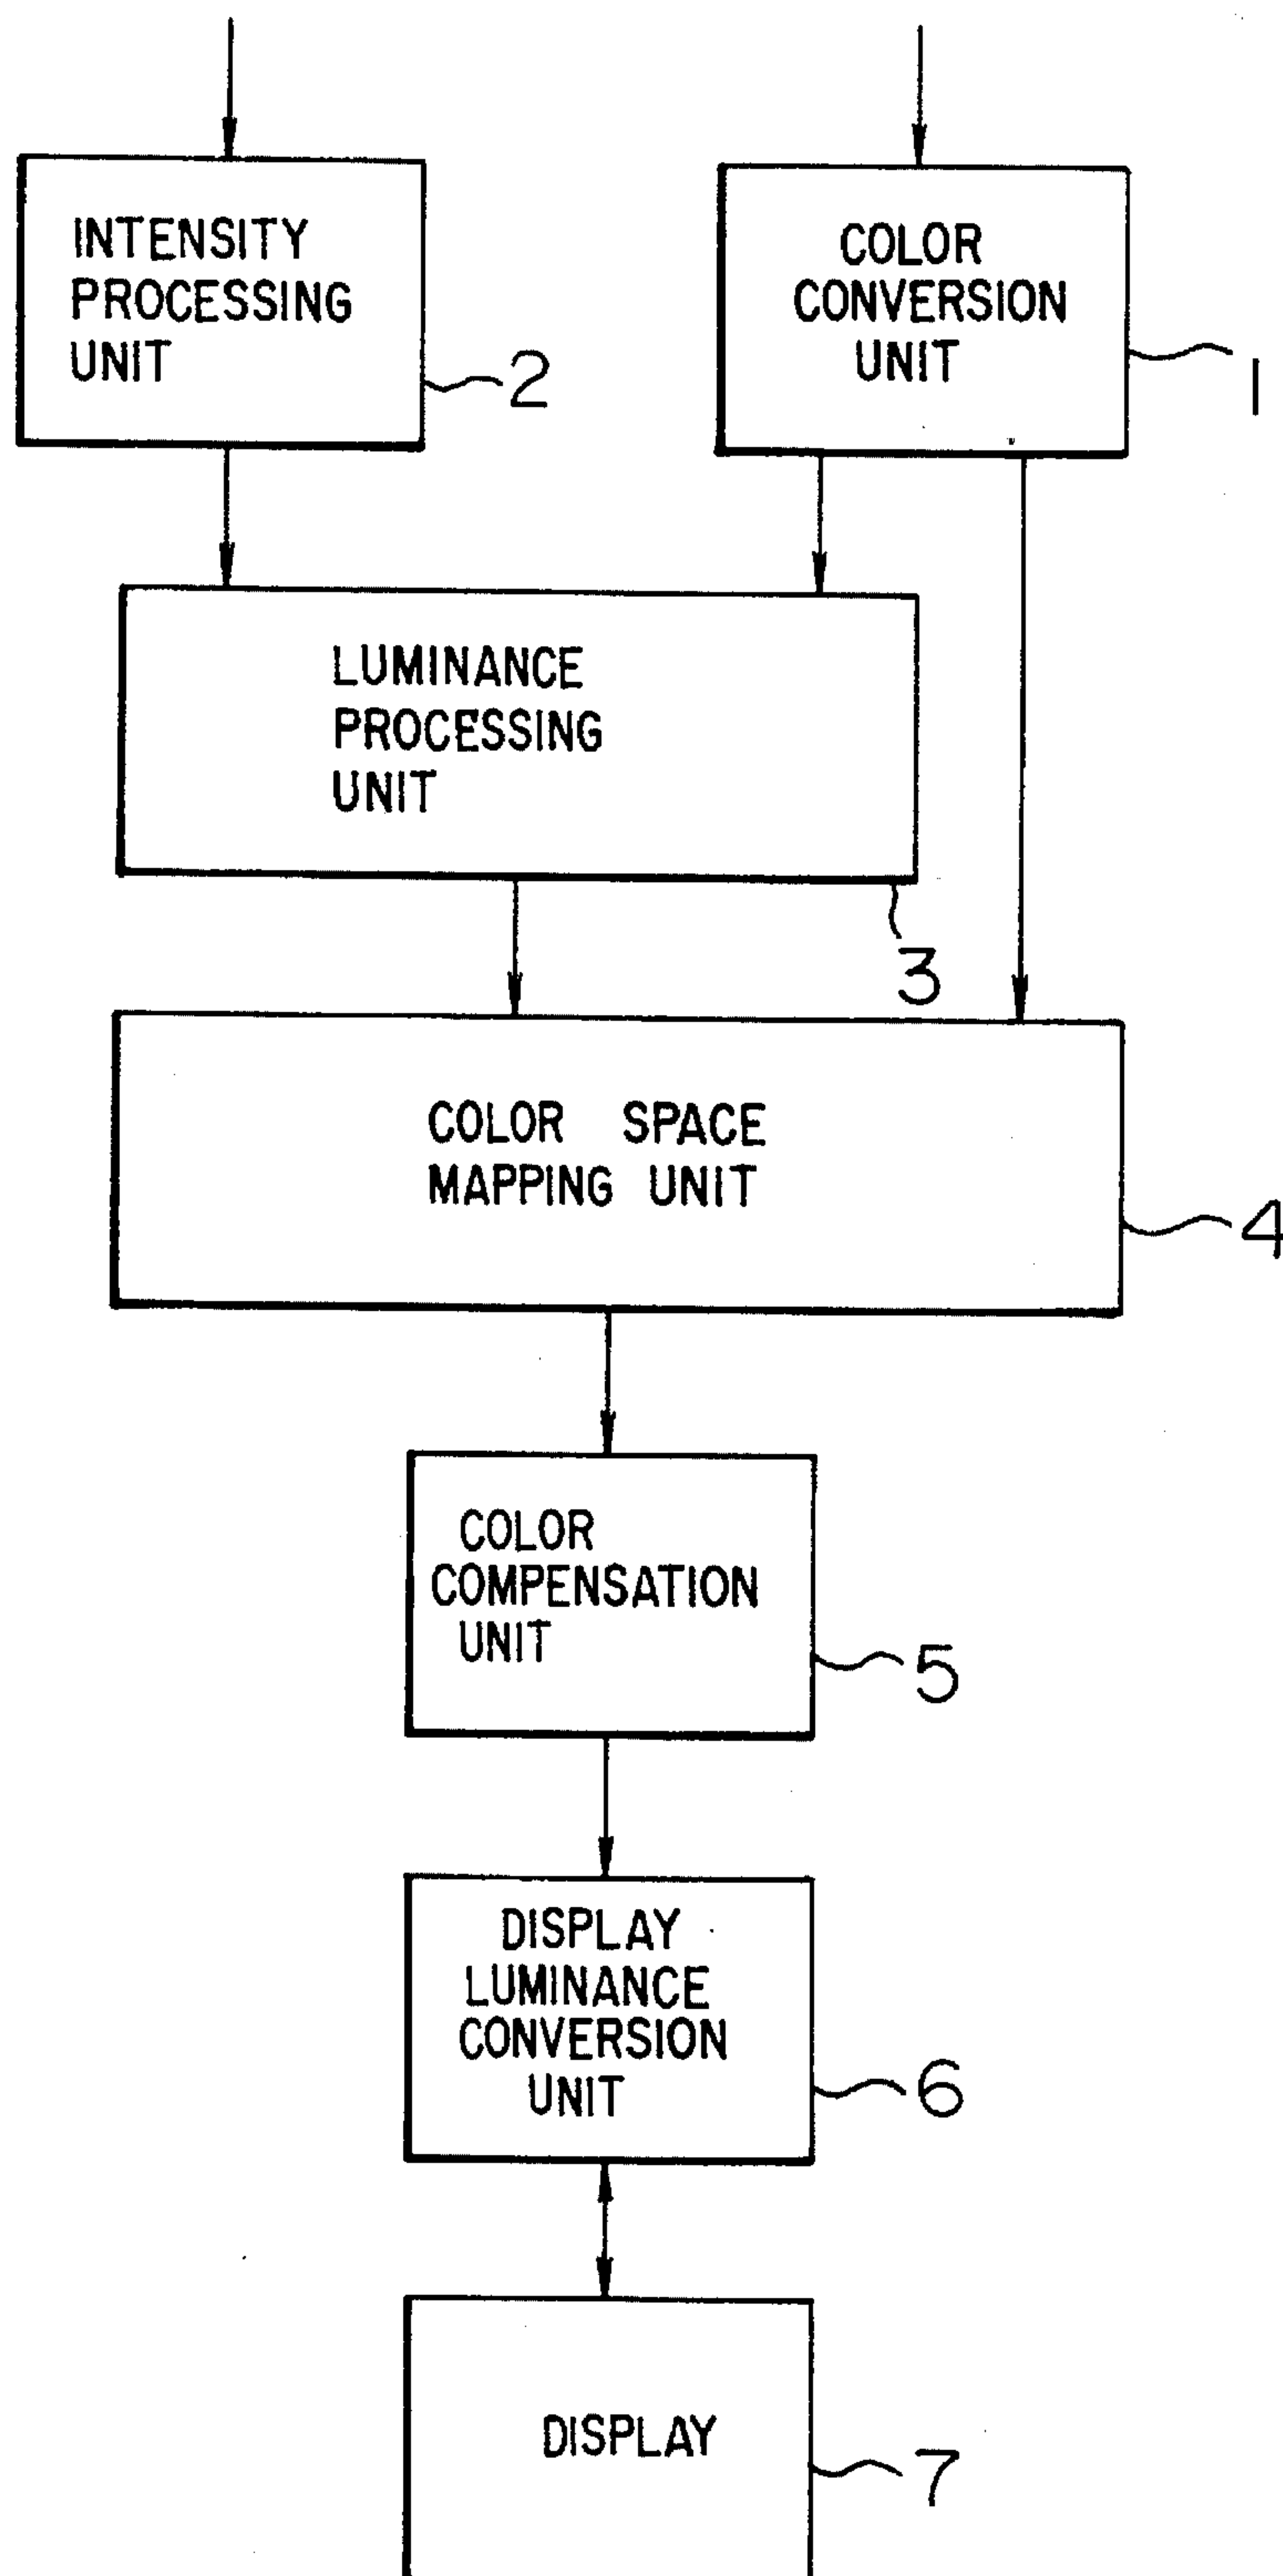 INTENSITY
PROCESSING
UNIT
2
COLOR
CONVERSION
UNIT
1
LUMINANCE
PROCESSING
UNIT
3
COLOR SPACE
MAPPING UNIT
4
COLOR
COMPENSATION
UNIT
5
DISPLAY
LUMINANCE
CONVERSION
UNIT
6
DISPLAY
7